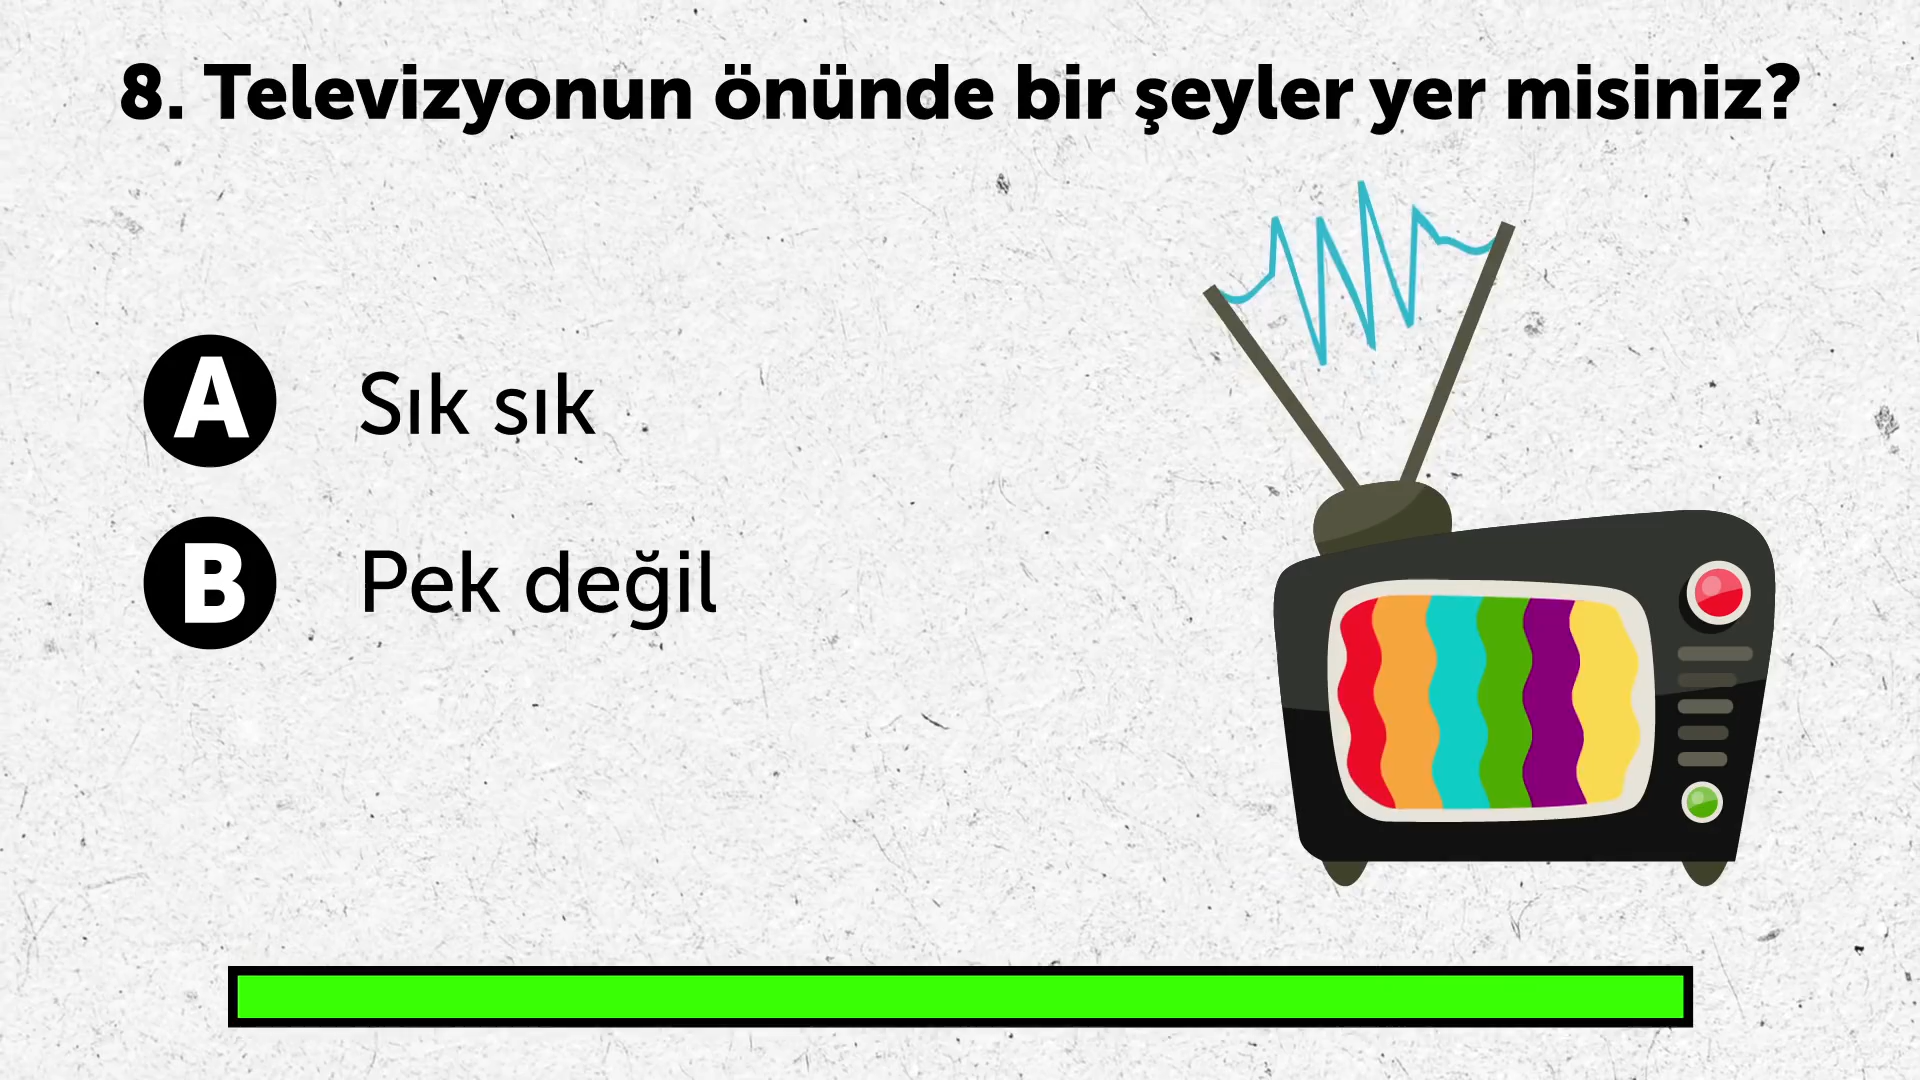 8. Televizyonun önünde bir şeyler yer misiniz?
A Sık sık
B Pek değil